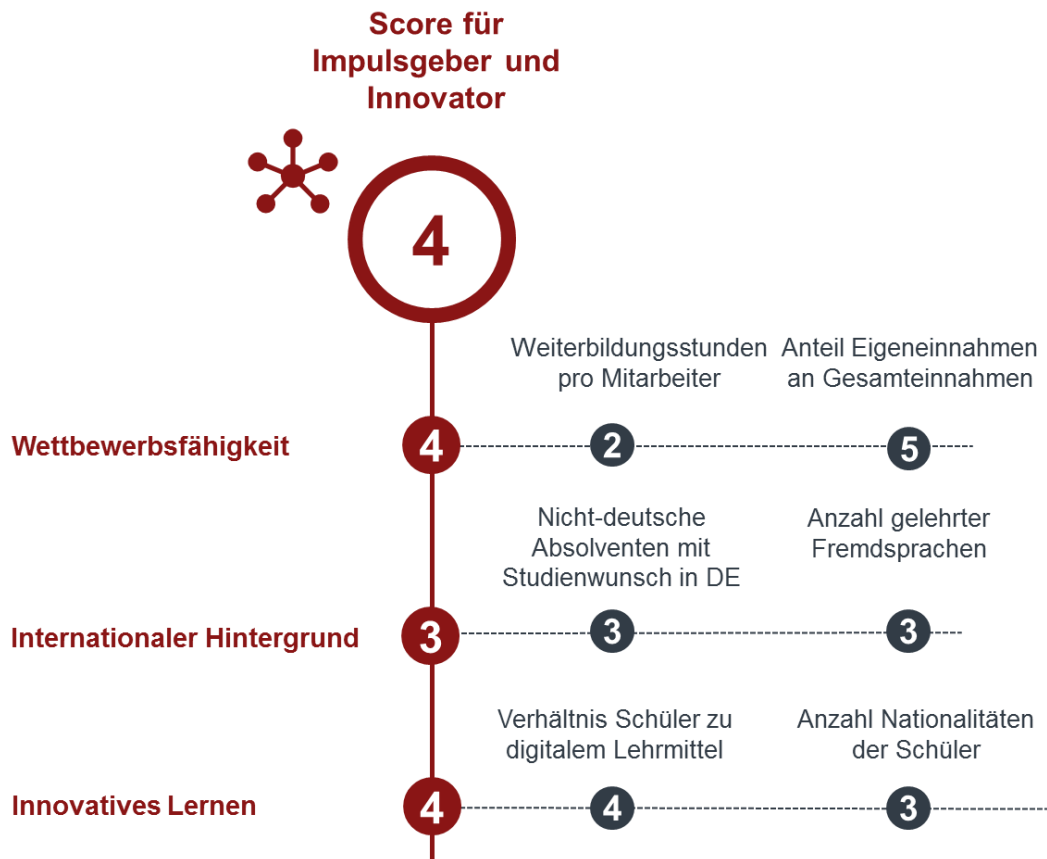 Score für
Impulsgeber und
Innovator
4
Weiterbildungsstunden
pro Mitarbeiter
Anteil Eigeneinnahmen
an Gesamteinnahmen
Wettbewerbsfähigkeit
4
2
5
Nicht-deutsche
Absolventen mit
Studienwunsch in DE
Anzahl gelehrter
Fremdsprachen
Internationaler Hintergrund
3
3
3
Verhältnis Schüler zu
digitalem Lehrmittel
Anzahl Nationalitäten
der Schüler
Innovatives Lernen
4
4
3